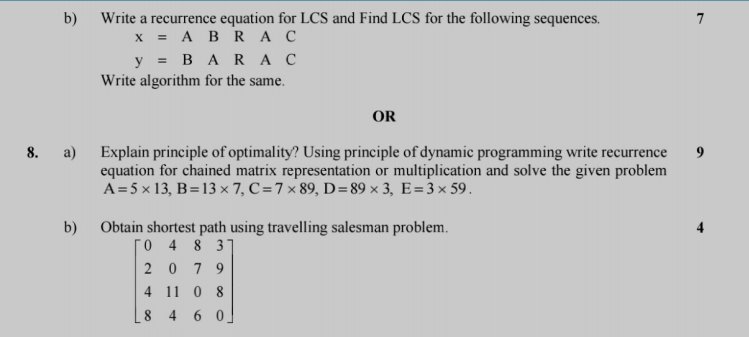 b) Write a recurrence equation for LCS and Find LCS for the following sequences. 7
x = A B R A C
y = B A R A C
Write algorithm for the same.
OR
8. a) Explain principle of optimality? Using principle of dynamic programming write recurrence 9
equation for chained matrix representation or multiplication and solve the given problem
A = 5 × 13, B = 13 × 7, C = 7 × 89, D = 89 × 3, E = 3 × 59.
b) Obtain shortest path using travelling salesman problem. 4
0 4 8 3
2 0 7 9
4 11 0 8
8 4 6 0